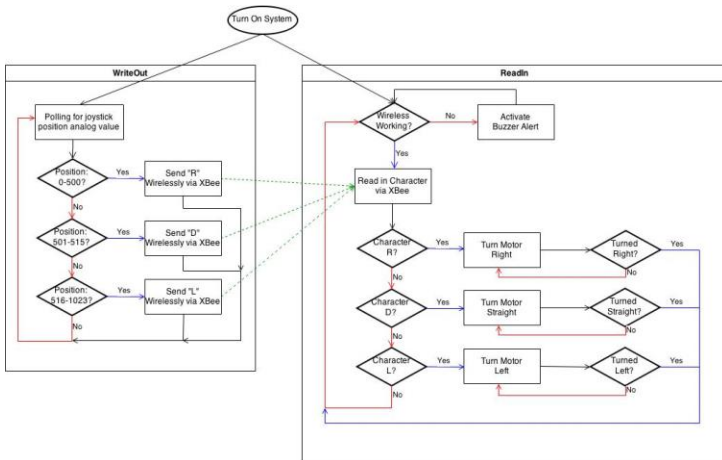 Turn On System
WriteOut
ReadIn
Polling for joystick
position analog value
Position:
0-500?
Yes
Send "R"
Wirelessly via XBee
No
Position:
501-515?
Yes
Send "D"
Wirelessly via XBee
No
Position:
516-1023?
Yes
Send "L"
Wirelessly via XBee
No
Wireless
Working?
No
Activate
Buzzer Alert
Yes
Read in Character
via XBee
Character
R?
Yes
Turn Motor
Right
Turned
Right?
Yes
No
No
Character
D?
Yes
Turn Motor
Straight
Turned
Straight?
Yes
No
No
Character
L?
Yes
Turn Motor
Left
Turned
Left?
Yes
No
No